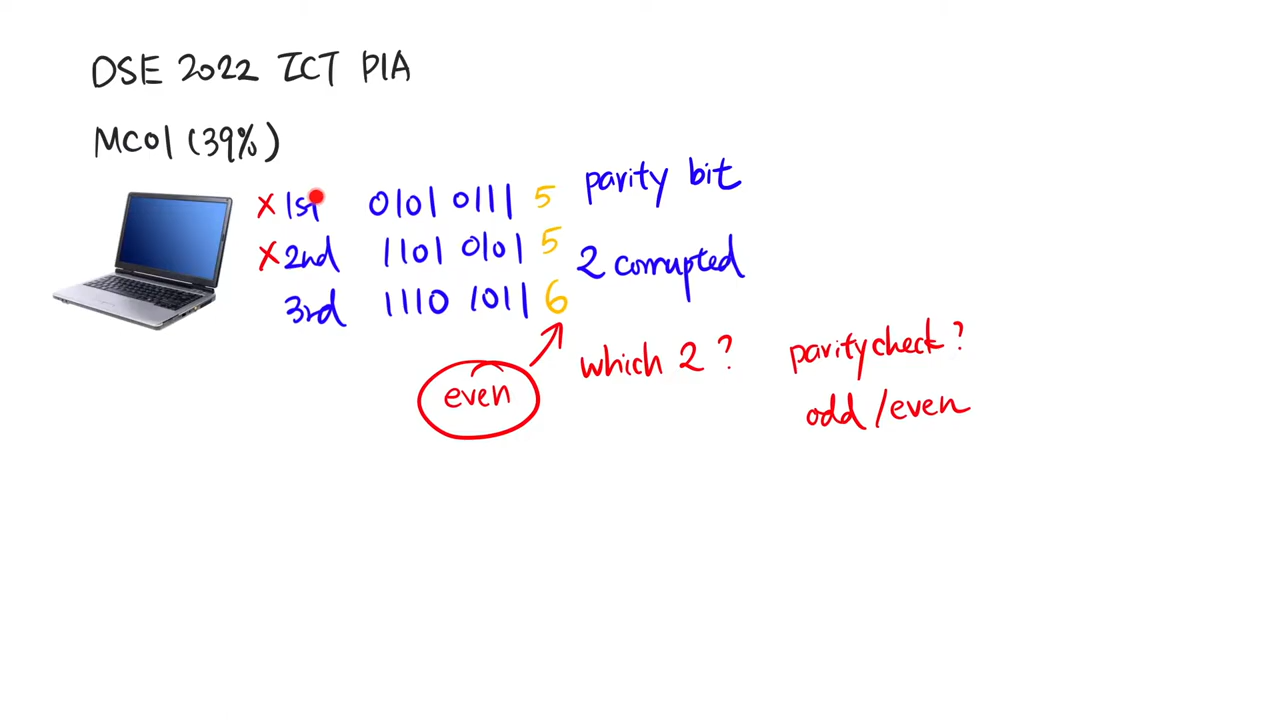 DSE 2022 ICT P1A
MC01 (39%)
x 1st 0101 0111 5 parity bit
x 2nd 1101 0101 5 2 corrupted
3rd 1110 1011 6
even which 2 ? parity check ?
odd / even